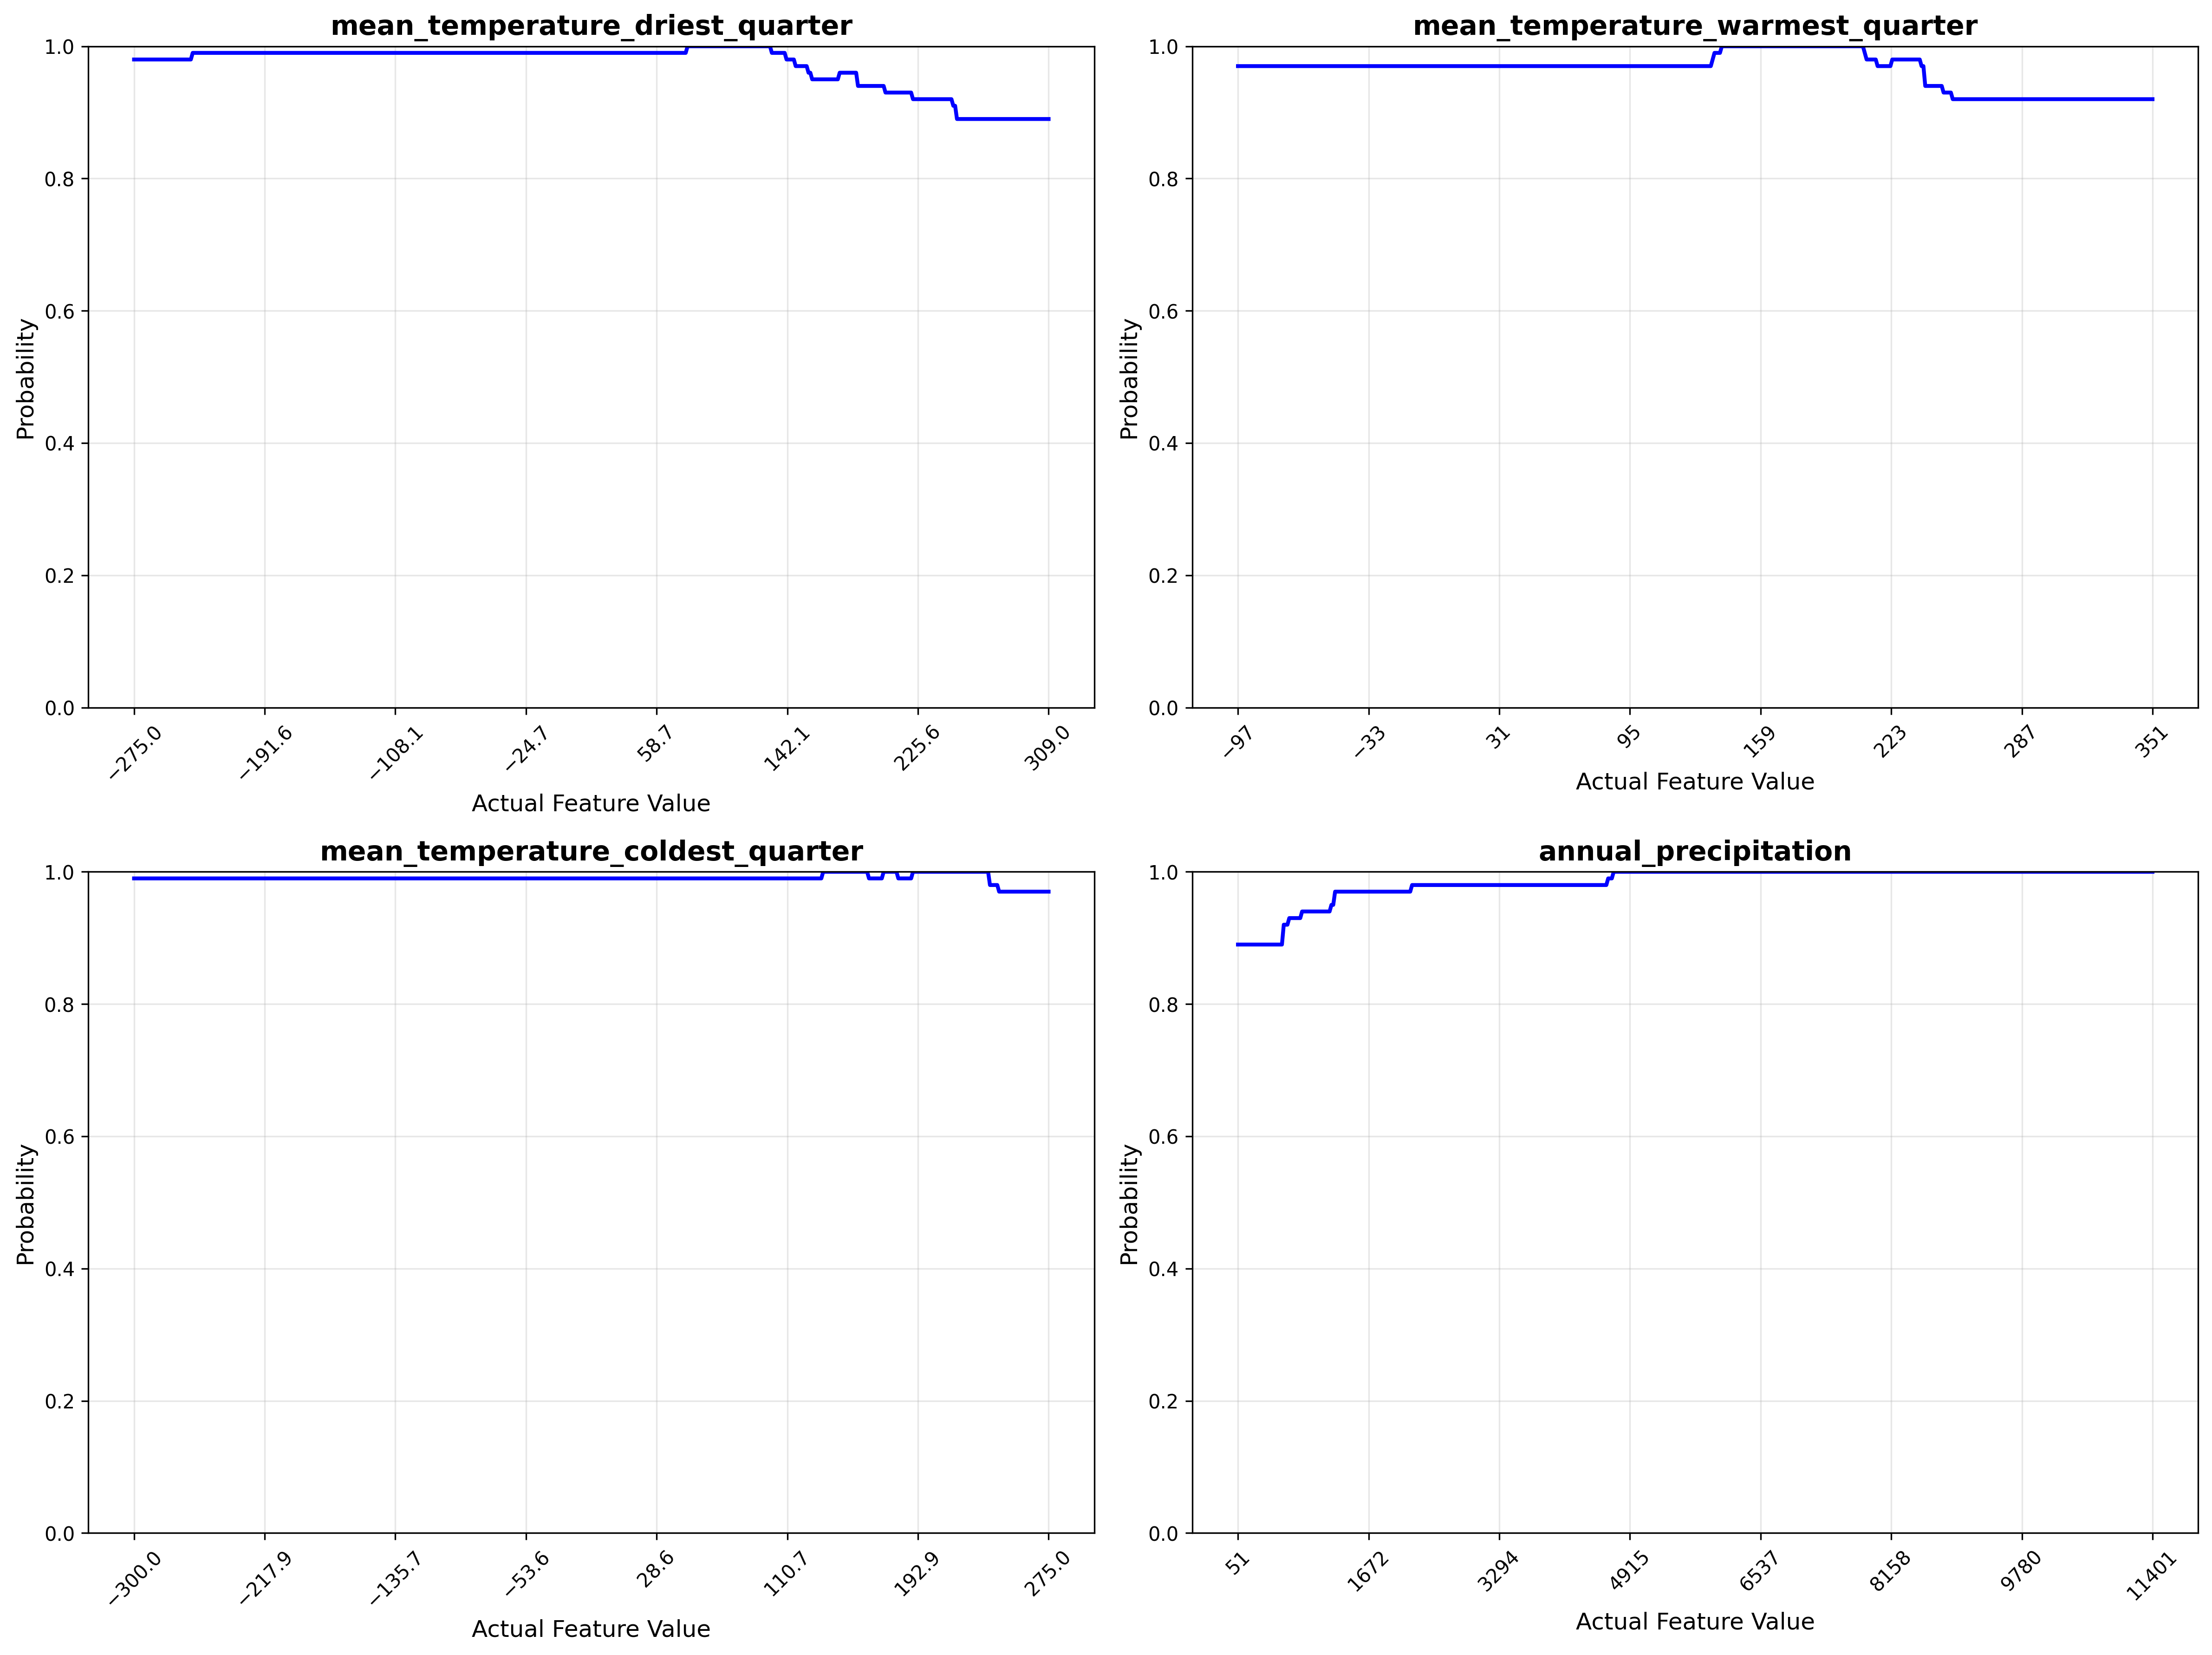 mean_temperature_driest_quarter
1.0
0.8
0.6
0.4
0.2
0.0
Probability
−275.0 −191.6 −108.1 −24.7 58.7 142.1 225.6 309.0
Actual Feature Value
mean_temperature_warmest_quarter
1.0
0.8
0.6
0.4
0.2
0.0
Probability
−97 −33 31 95 159 223 287 351
Actual Feature Value
mean_temperature_coldest_quarter
1.0
0.8
0.6
0.4
0.2
0.0
Probability
−300.0 −217.9 −135.7 −53.6 28.6 110.7 192.9 275.0
Actual Feature Value
annual_precipitation
1.0
0.8
0.6
0.4
0.2
0.0
Probability
51 1672 3294 4915 6537 8158 9780 11401
Actual Feature Value